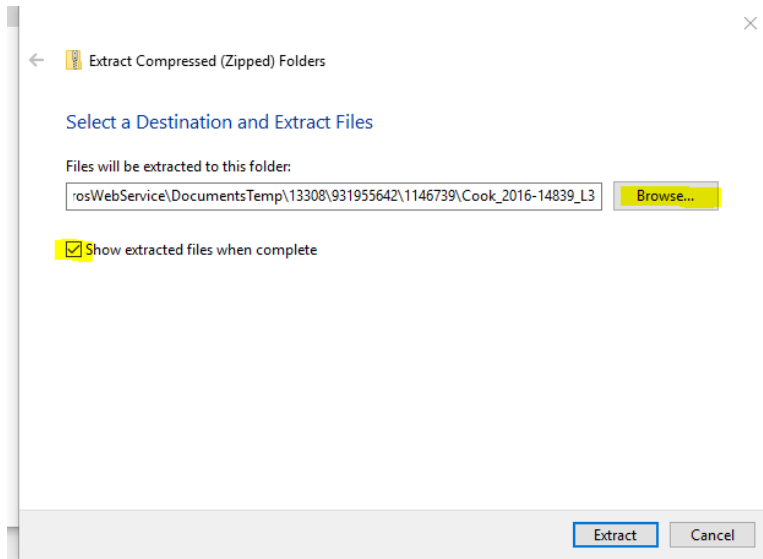 Extract Compressed (Zipped) Folders
Select a Destination and Extract Files
Files will be extracted to this folder:
rosWebService\DocumentsTemp\13308\931955642\1146739\Cook_2016-14839_L3 Browse...
Show extracted files when complete
Extract Cancel